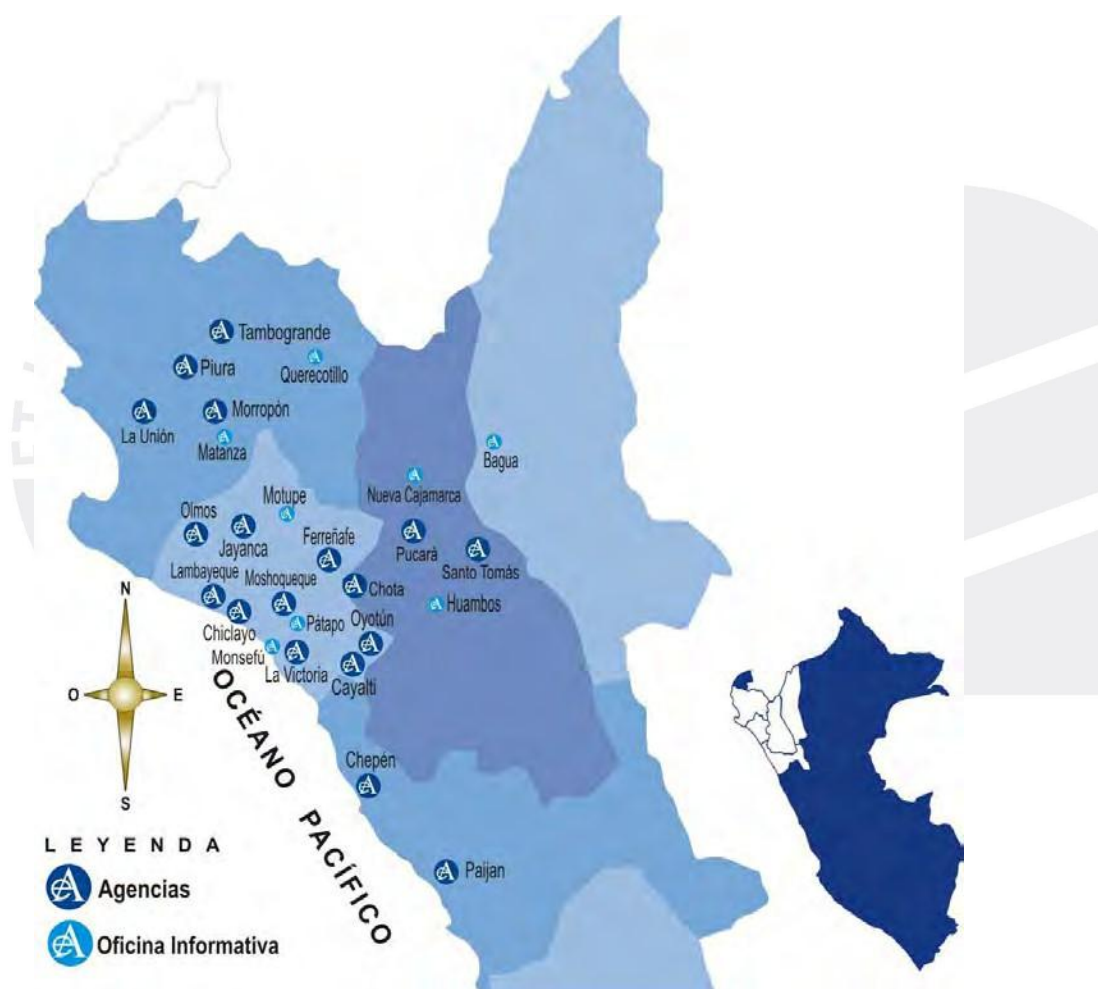 Tambogrande
Piura
Querecotillo
Morropón
La Unión
Matanza
Bagua
Nueva Cajamarca
Motupe
Olmos
Jayanca
Ferreñafe
Pucará
Santo Tomás
Lambayeque
Moshoqueque
Chota
Huambos
Chiclayo
Pátapo
Oyotún
Monsefú
La Victoria
Cayalti
N
O
E
S
OCÉANO PACÍFICO
Chepén
Paijan
LEYENDA
Agencias
Oficina Informativa